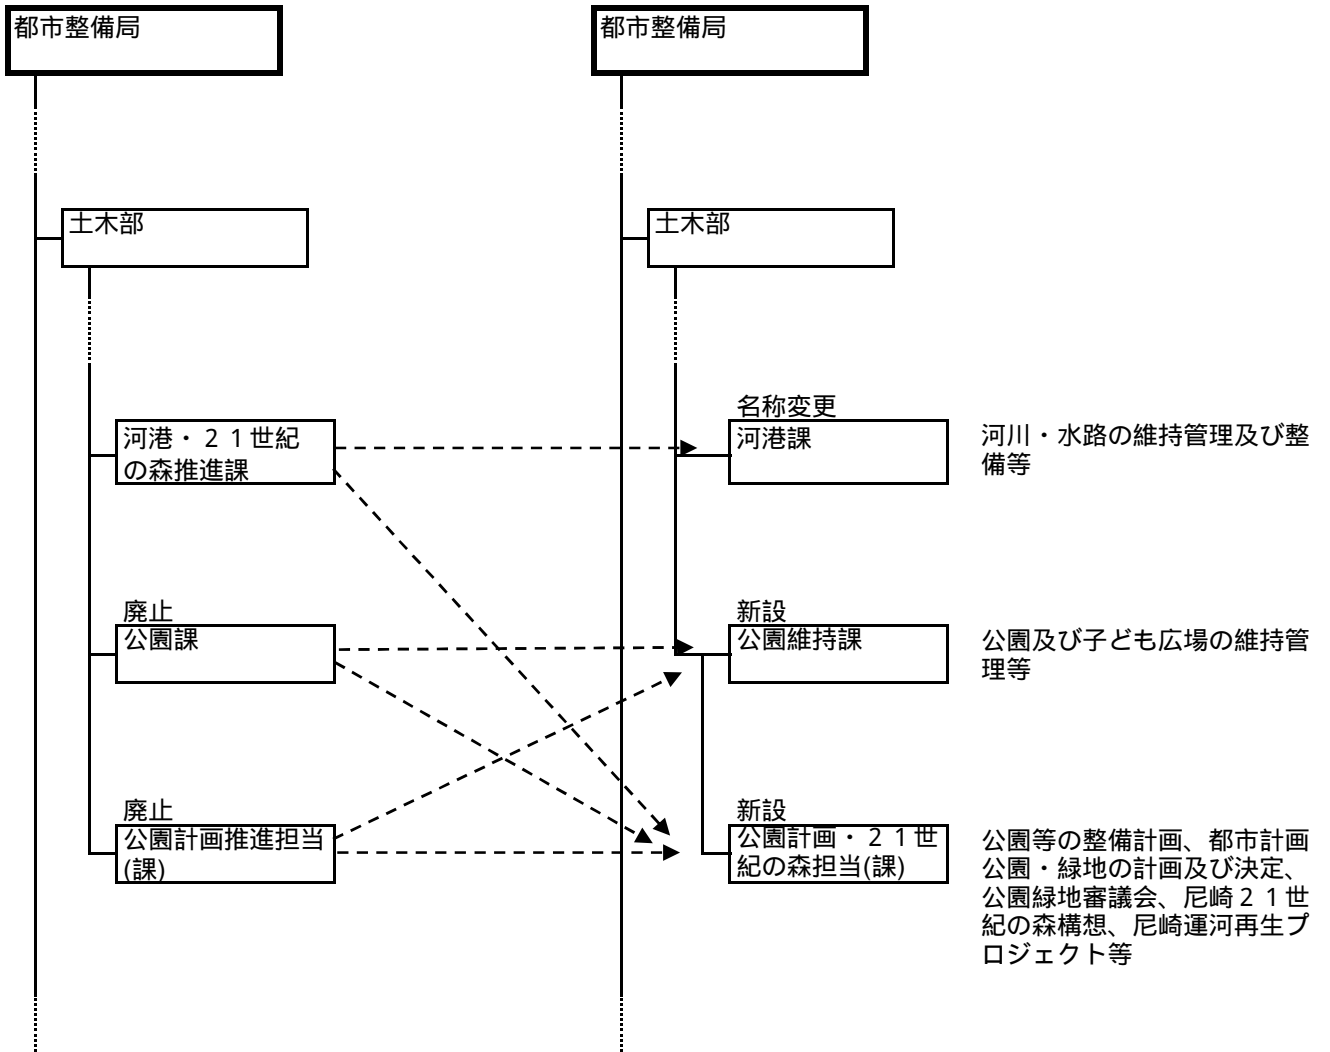 都市整備局
都市整備局
土木部
土木部
河港・２１世紀
の森推進課
名称変更
河港課
河川・水路の維持管理及び整
備等
廃止
公園課
新設
公園維持課
公園及び子ども広場の維持管
理等
廃止
公園計画推進担当
(課)
新設
公園計画・２１世
紀の森担当(課)
公園等の整備計画、都市計画
公園・緑地の計画及び決定、
公園緑地審議会、尼崎２１世
紀の森構想、尼崎運河再生プ
ロジェクト等